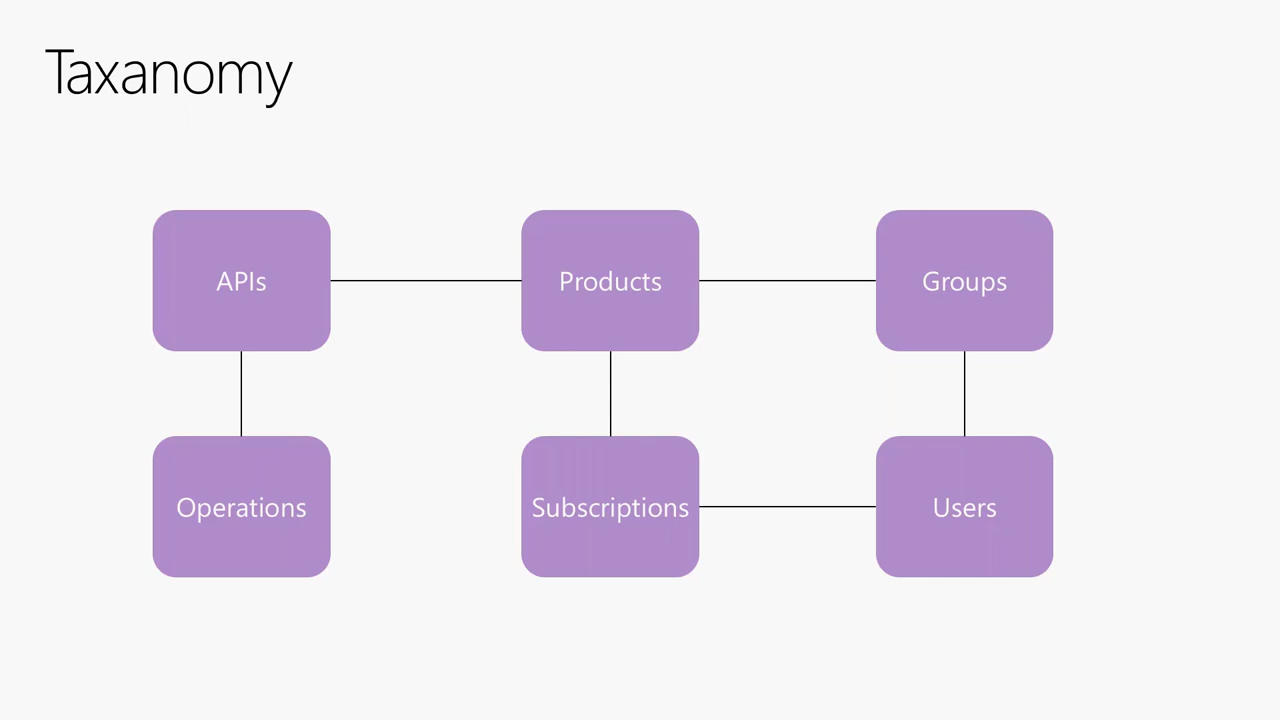 Taxanomy
APIs
Products
Groups
Operations
Subscriptions
Users